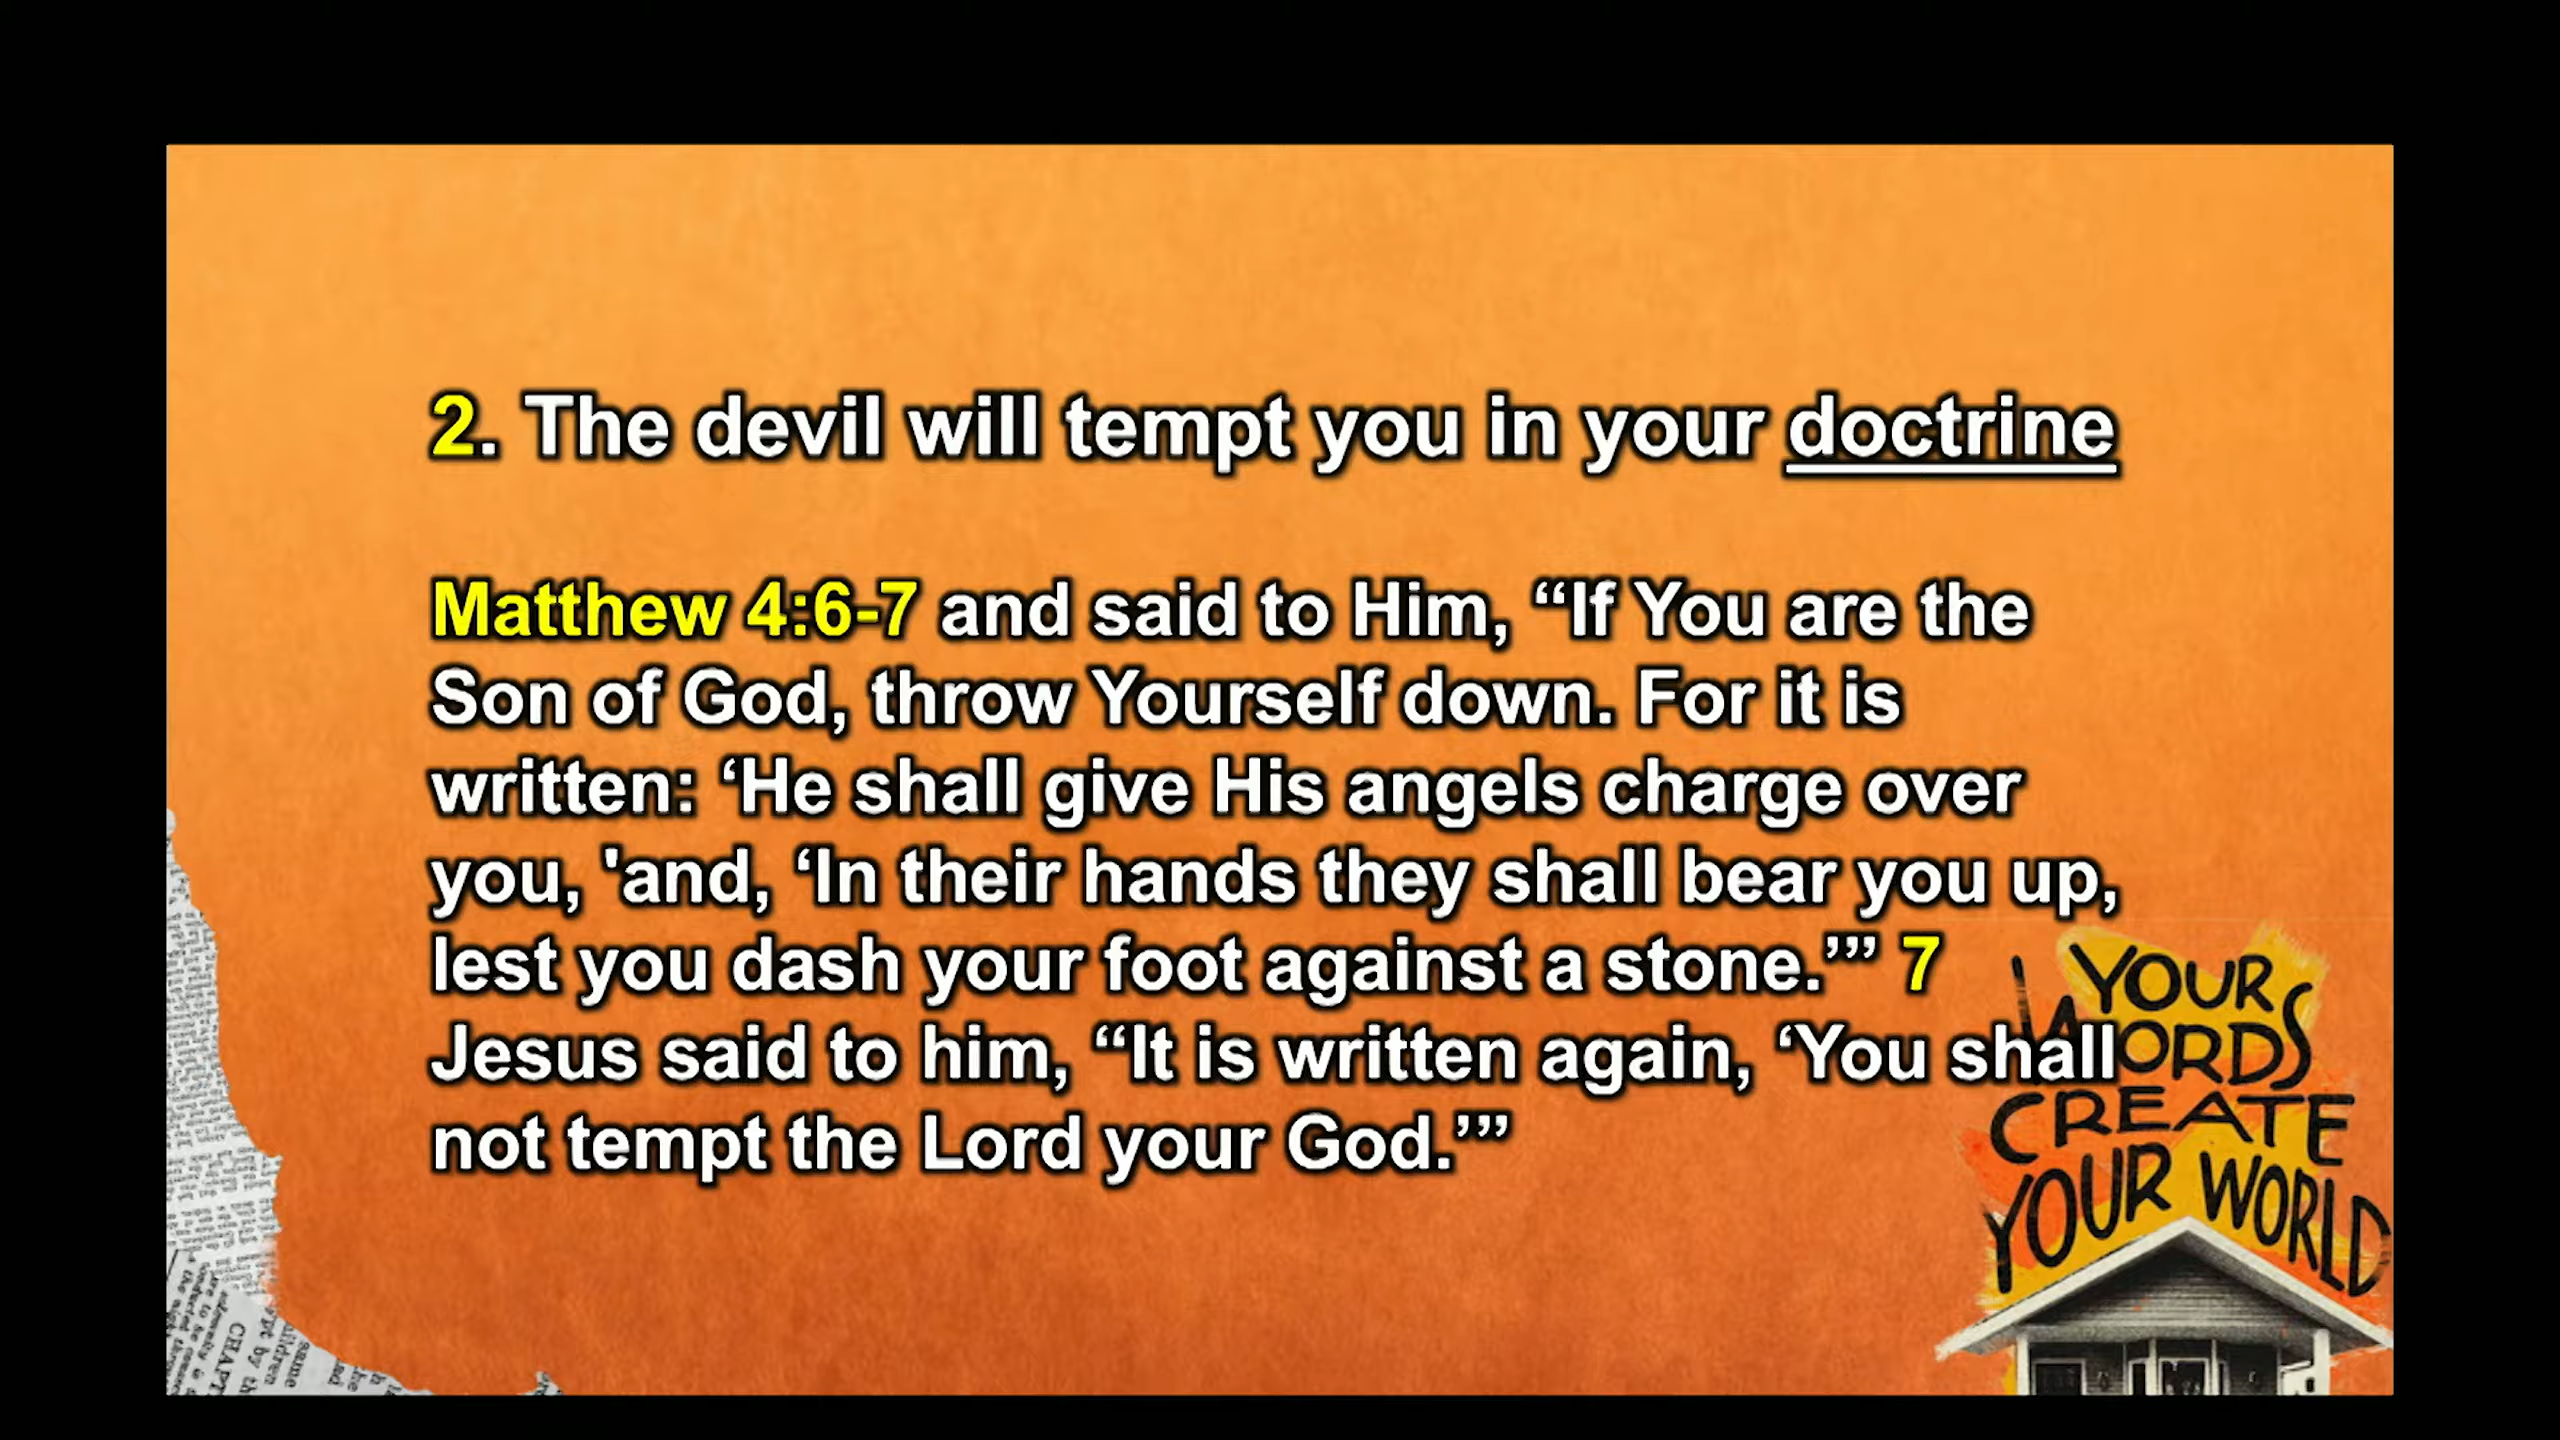 2. The devil will tempt you in your doctrine
Matthew 4:6-7 and said to Him, “If You are the
Son of God, throw Yourself down. For it is
written: ‘He shall give His angels charge over
you, 'and, ‘In their hands they shall bear you up,
lest you dash your foot against a stone.’” 7
Jesus said to him, “It is written again, ‘You shall
not tempt the Lord your God.’”
YOUR
WORDS
CREATE
YOUR WORLD